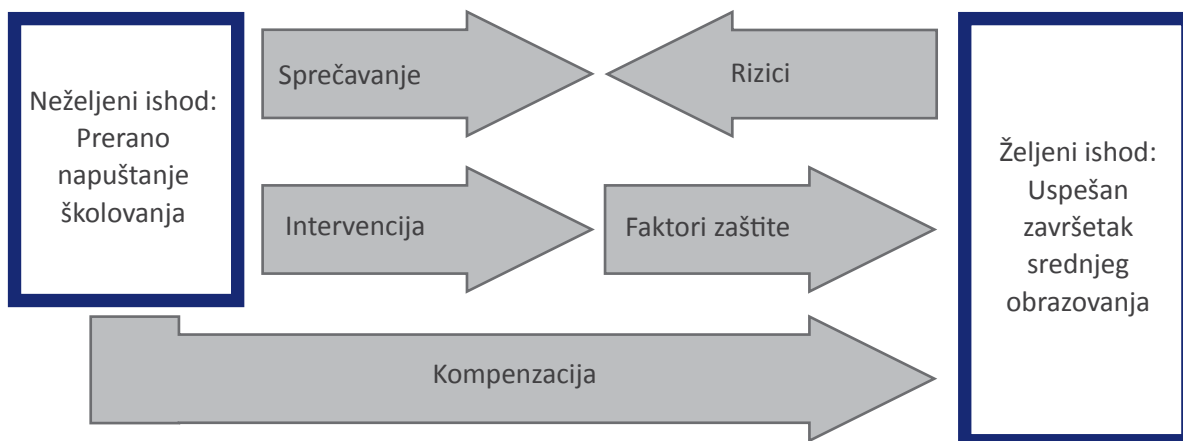 Neželjeni ishod:
Prerano
napuštanje
školovanja
Sprečavanje
Rizici
Intervencija
Faktori zaštite
Kompenzacija
Željeni ishod:
Uspešan
završetak
srednjeg
obrazovanja